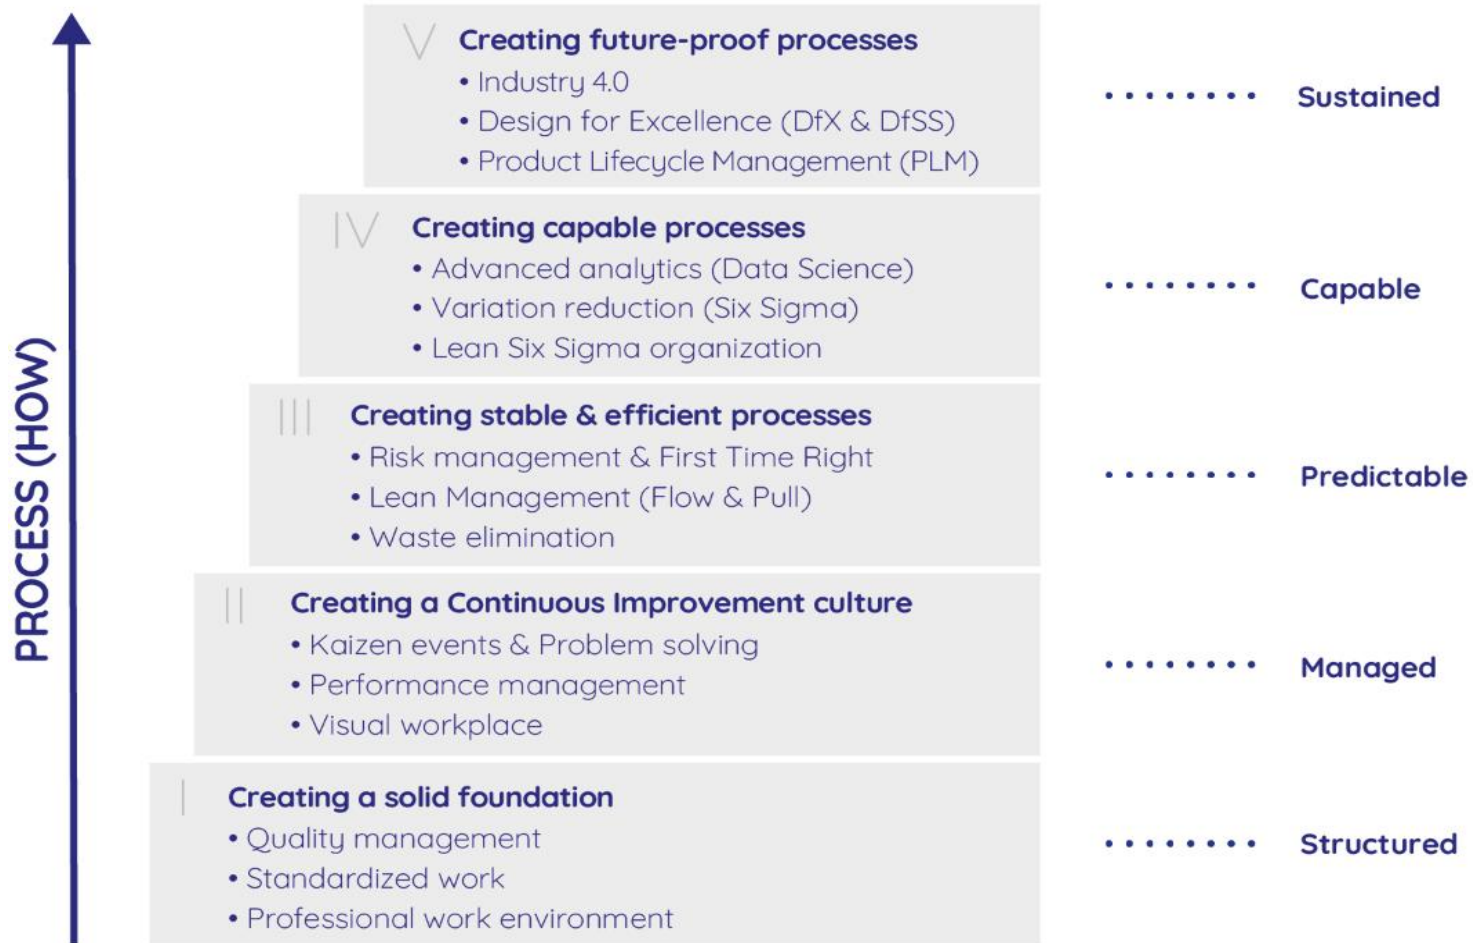 PROCESS (HOW)
V Creating future-proof processes
• Industry 4.0
• Design for Excellence (DfX & DfSS)
• Product Lifecycle Management (PLM)
Sustained
IV Creating capable processes
• Advanced analytics (Data Science)
• Variation reduction (Six Sigma)
• Lean Six Sigma organization
Capable
III Creating stable & efficient processes
• Risk management & First Time Right
• Lean Management (Flow & Pull)
• Waste elimination
Predictable
II Creating a Continuous Improvement culture
• Kaizen events & Problem solving
• Performance management
• Visual workplace
Managed
I Creating a solid foundation
• Quality management
• Standardized work
• Professional work environment
Structured